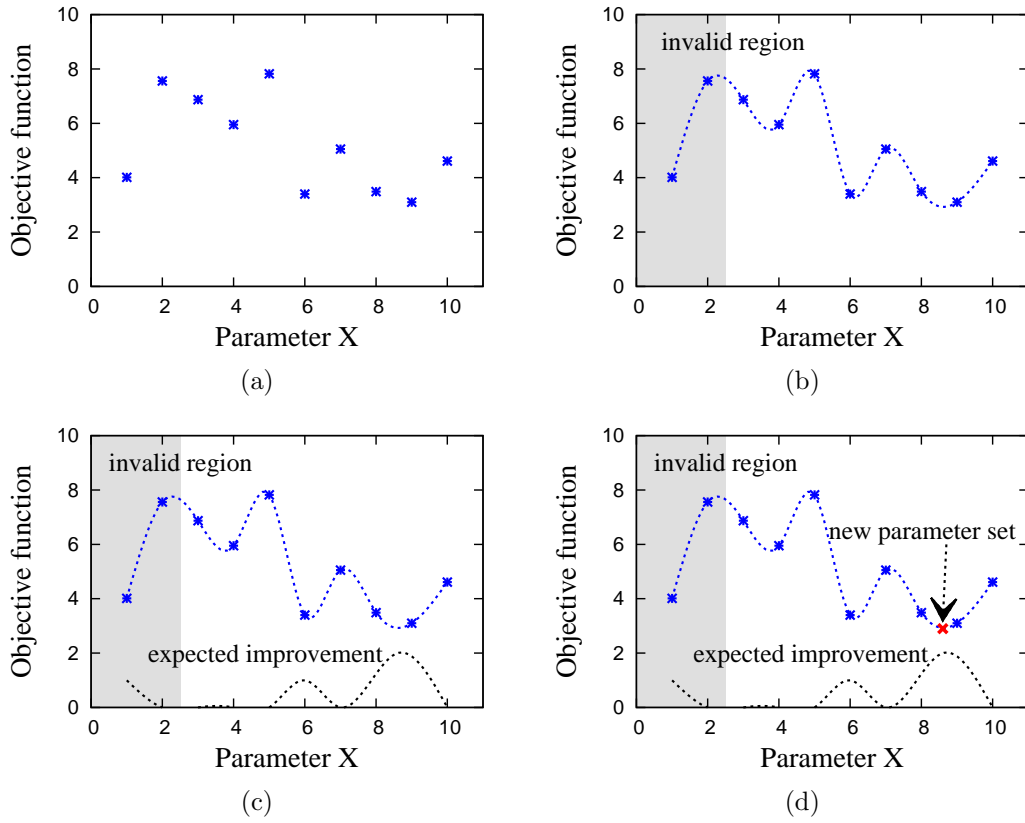 10
8
6
4
2
0
0 2 4 6 8 10
Objective function
Parameter X
(a)
invalid region
10
8
6
4
2
0
0 2 4 6 8 10
Objective function
Parameter X
(b)
invalid region
expected improvement
10
8
6
4
2
0
0 2 4 6 8 10
Objective function
Parameter X
(c)
invalid region
new parameter set
expected improvement
10
8
6
4
2
0
0 2 4 6 8 10
Objective function
Parameter X
(d)